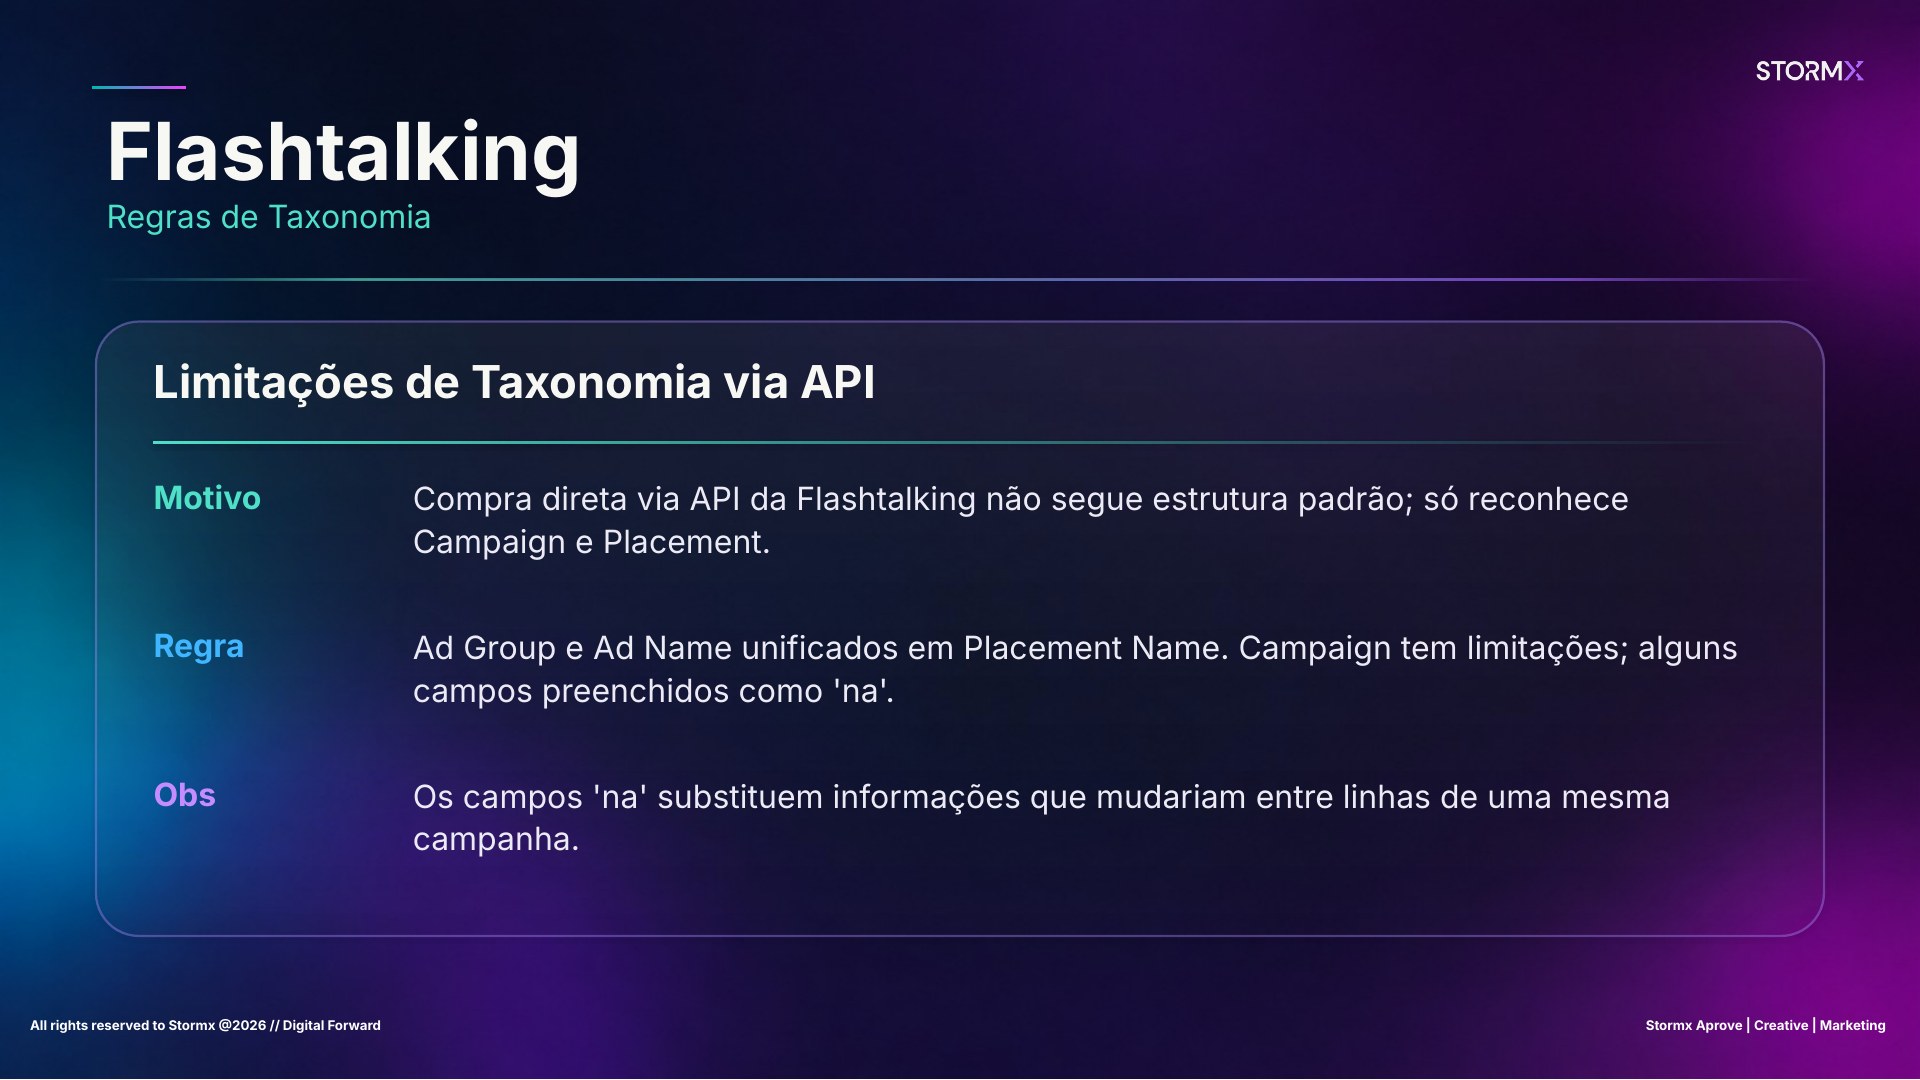 STORMX
Flashtalking
Regras de Taxonomia
Limitações de Taxonomia via API
Motivo
Compra direta via API da Flashtalking não segue estrutura padrão; só reconhece
Campaign e Placement.
Regra
Ad Group e Ad Name unificados em Placement Name. Campaign tem limitações; alguns
campos preenchidos como 'na'.
Obs
Os campos 'na' substituem informações que mudariam entre linhas de uma mesma
campanha.
All rights reserved to Stormx @2026 // Digital Forward
Stormx Aprove | Creative | Marketing